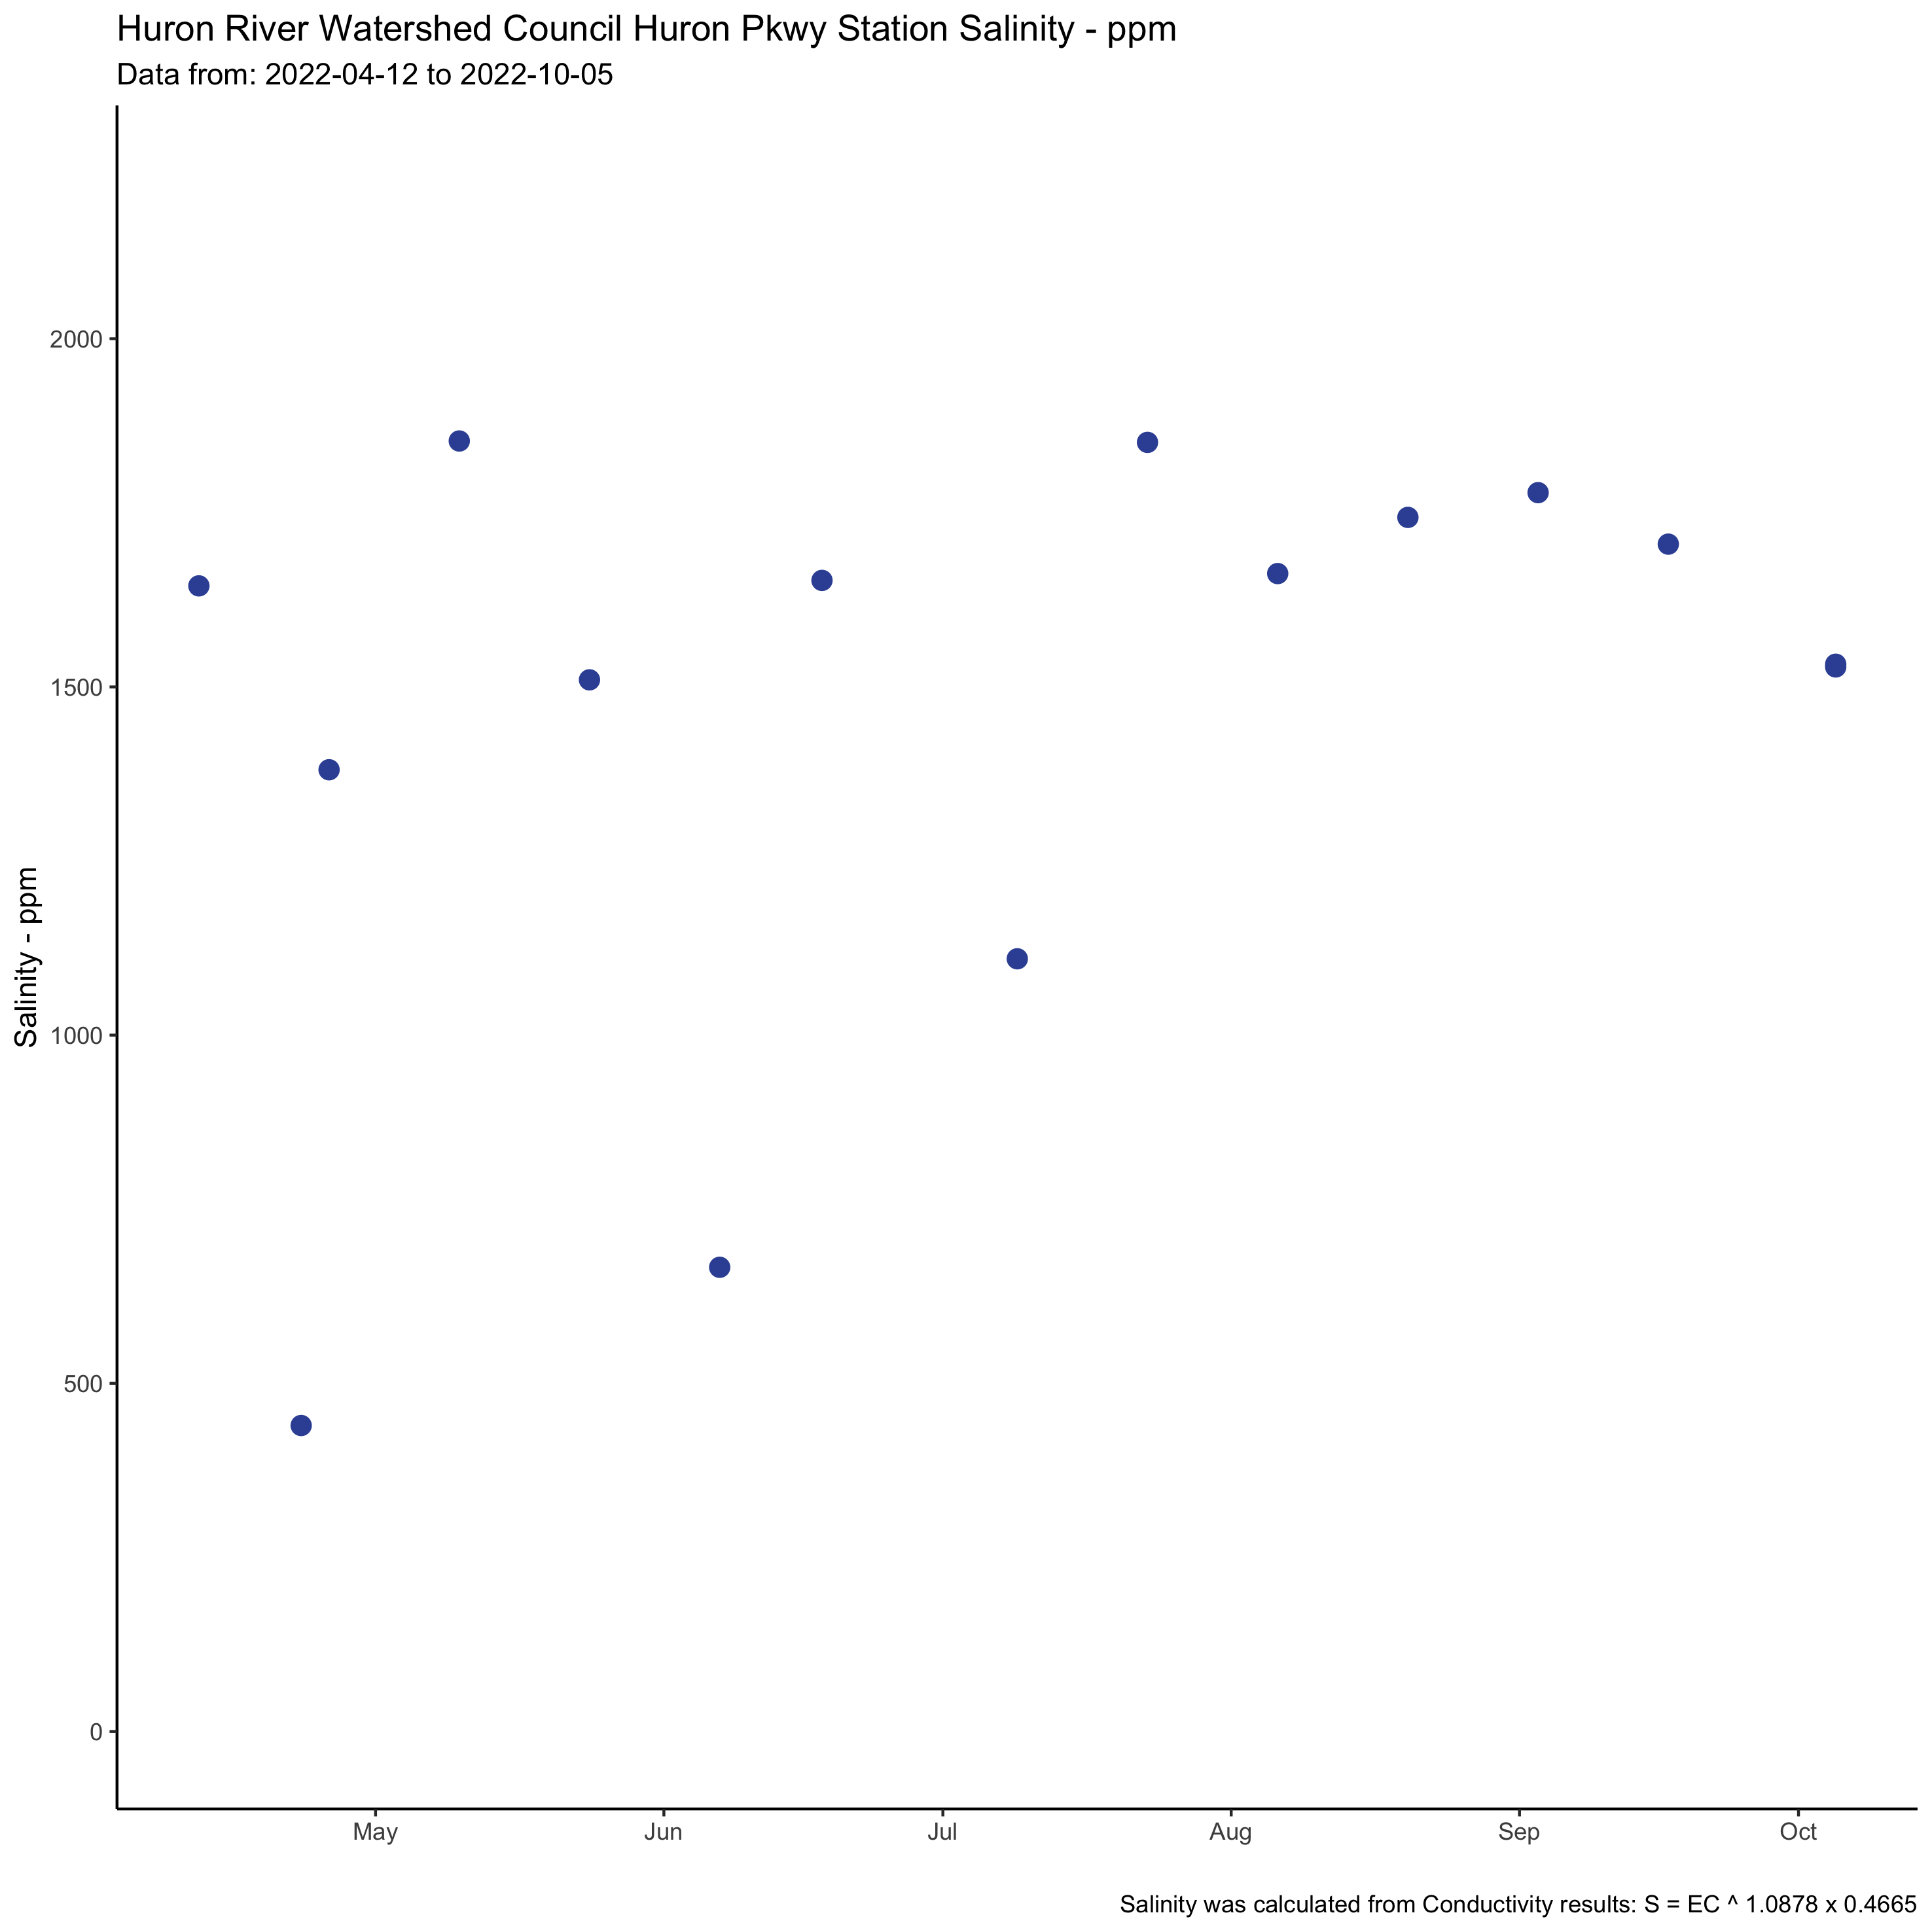 Huron River Watershed Council Huron Pkwy Station Salinity - ppm
Data from: 2022-04-12 to 2022-10-05
2000
1500
1000
500
0
Salinity - ppm
May Jun Jul Aug Sep Oct
Salinity was calculated from Conductivity results: S = EC ^ 1.0878 x 0.4665